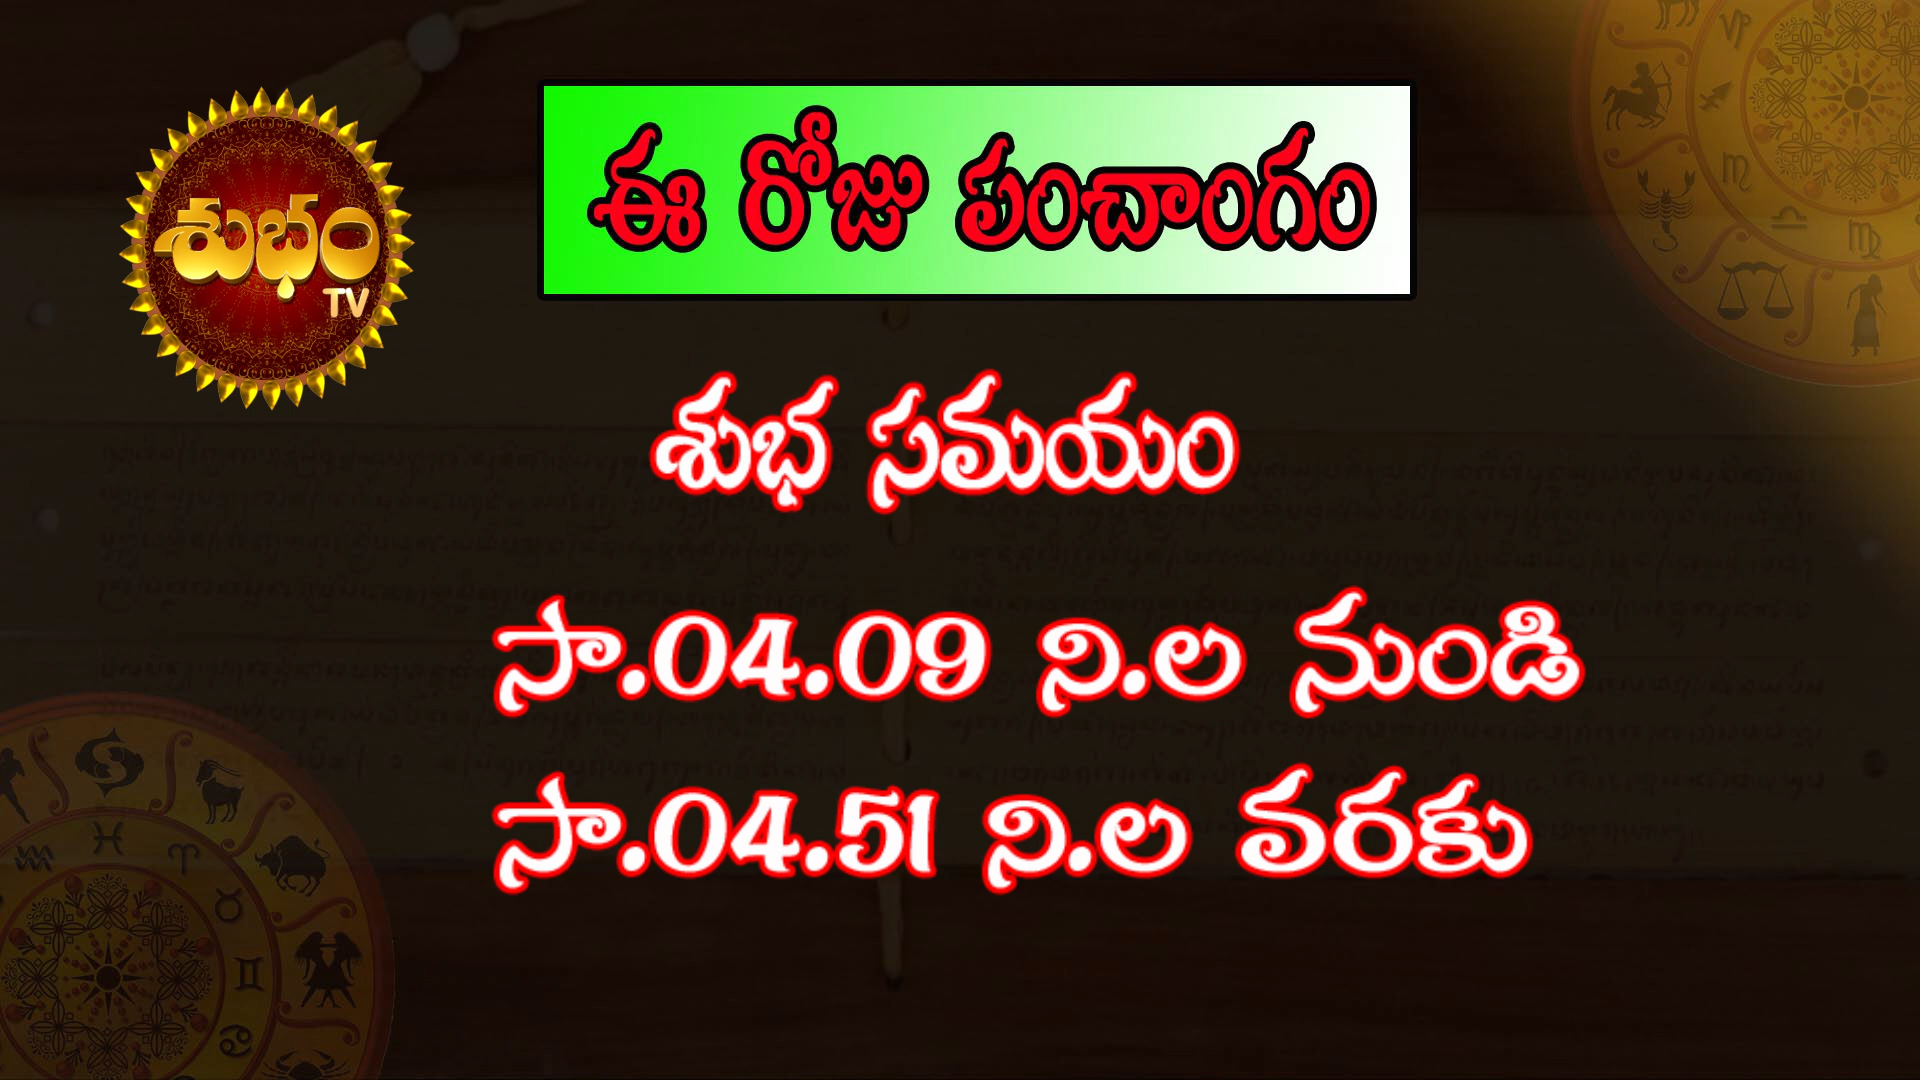 శుభం
TV
ఈ రోజు పంచాంగం
శుభ సమయం
సా.04.09 ని.ల నుండి
సా.04.51 ని.ల వరకు